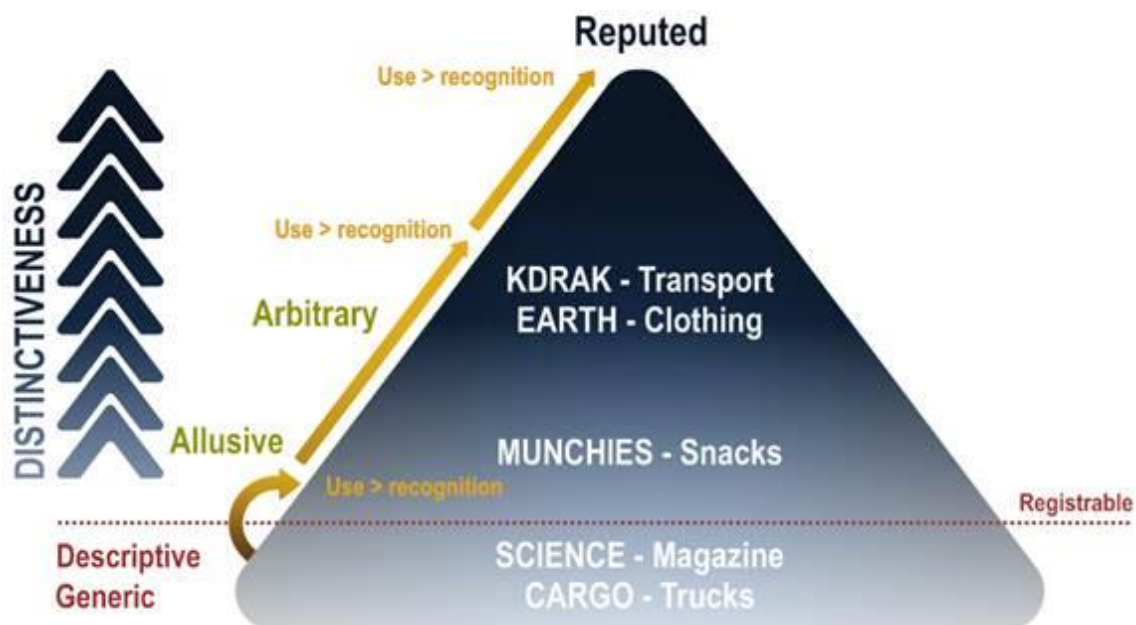 Reputed
Use > recognition
DISTINCTIVENESS
Use > recognition
KDRAK - Transport
Arbitrary
EARTH - Clothing
Allusive
MUNCHIES - Snacks
Use > recognition
Registrable
Descriptive
SCIENCE - Magazine
Generic
CARGO - Trucks